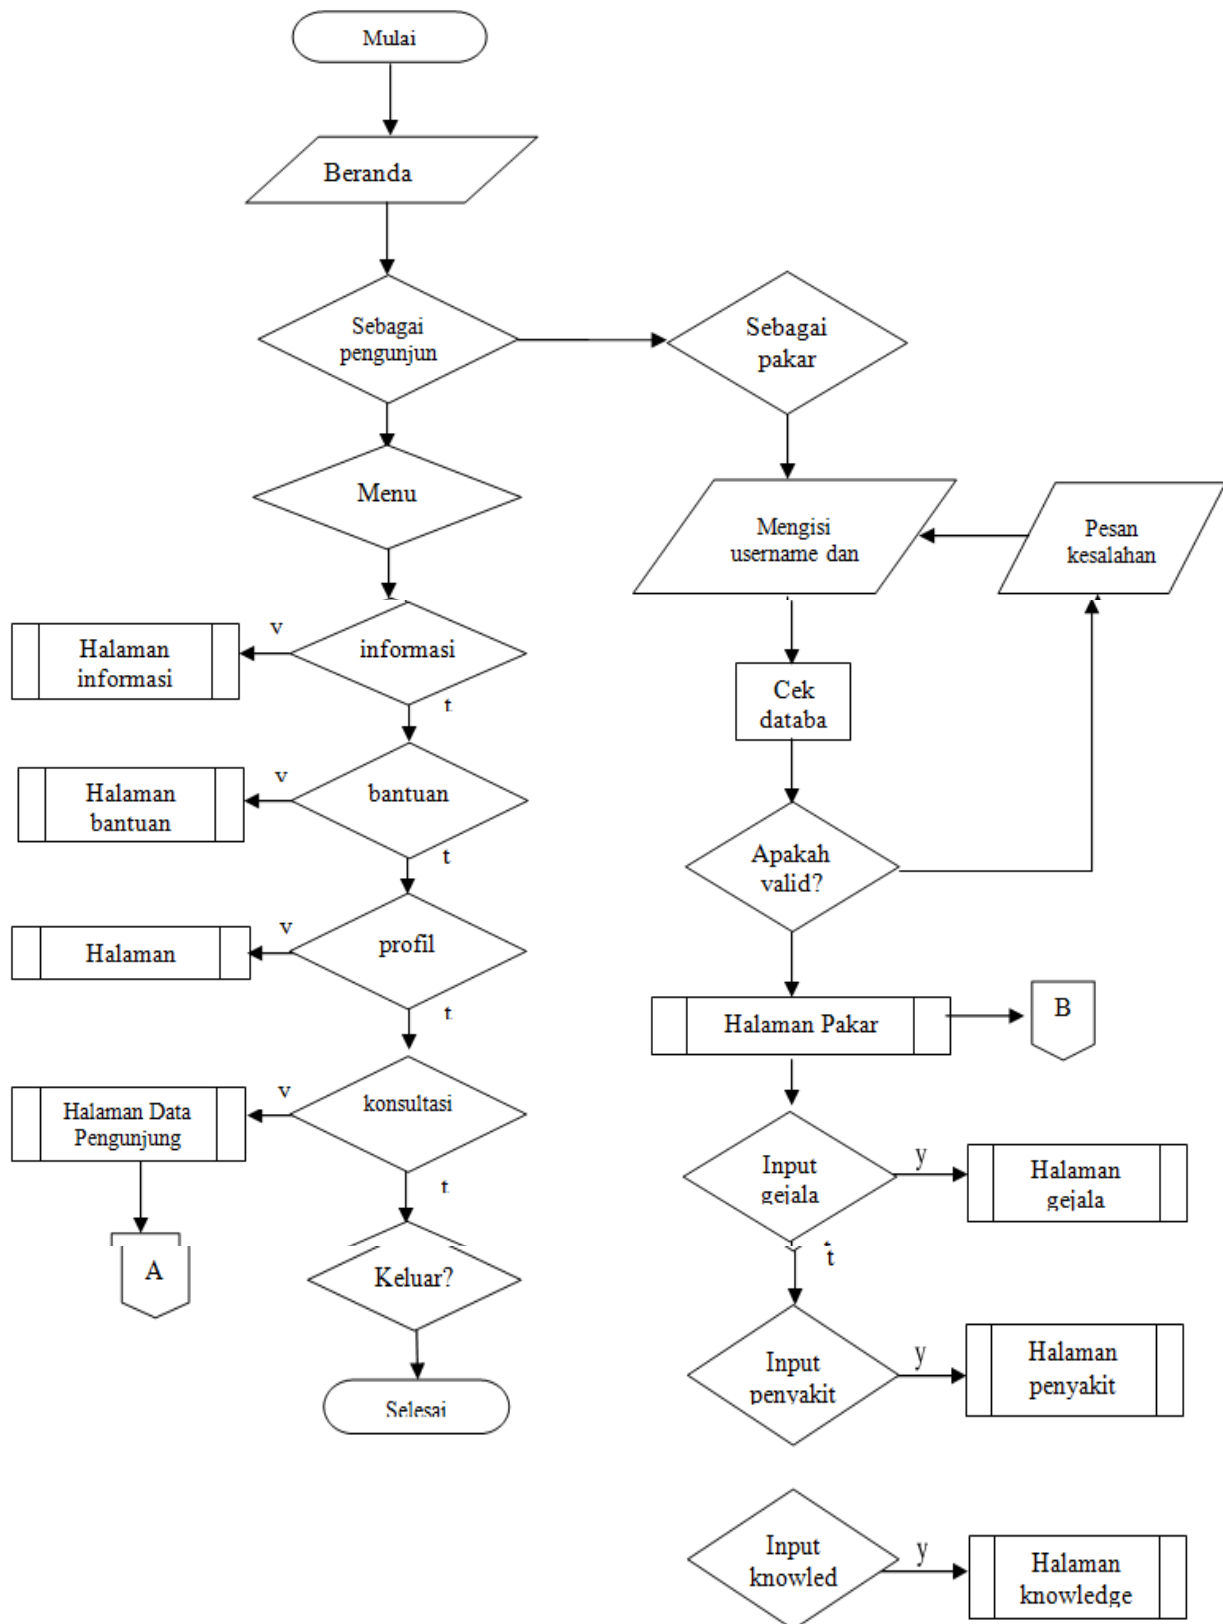 Mulai
Beranda
Sebagai
pengunjun
Sebagai
pakar
Menu
Mengisi
username dan
Pesan
kesalahan
informasi
v
Halaman
informasi
t
Cek
databa
bantuan
v
Halaman
bantuan
t
Apakah
valid?
profil
v
Halaman
t
Halaman Pakar
B
konsultasi
v
Halaman Data
Pengunjung
t
Input
gejala
y
Halaman
gejala
t
A
Keluar?
Input
penyakit
y
Halaman
penyakit
Selesai
Input
knowled
y
Halaman
knowledge